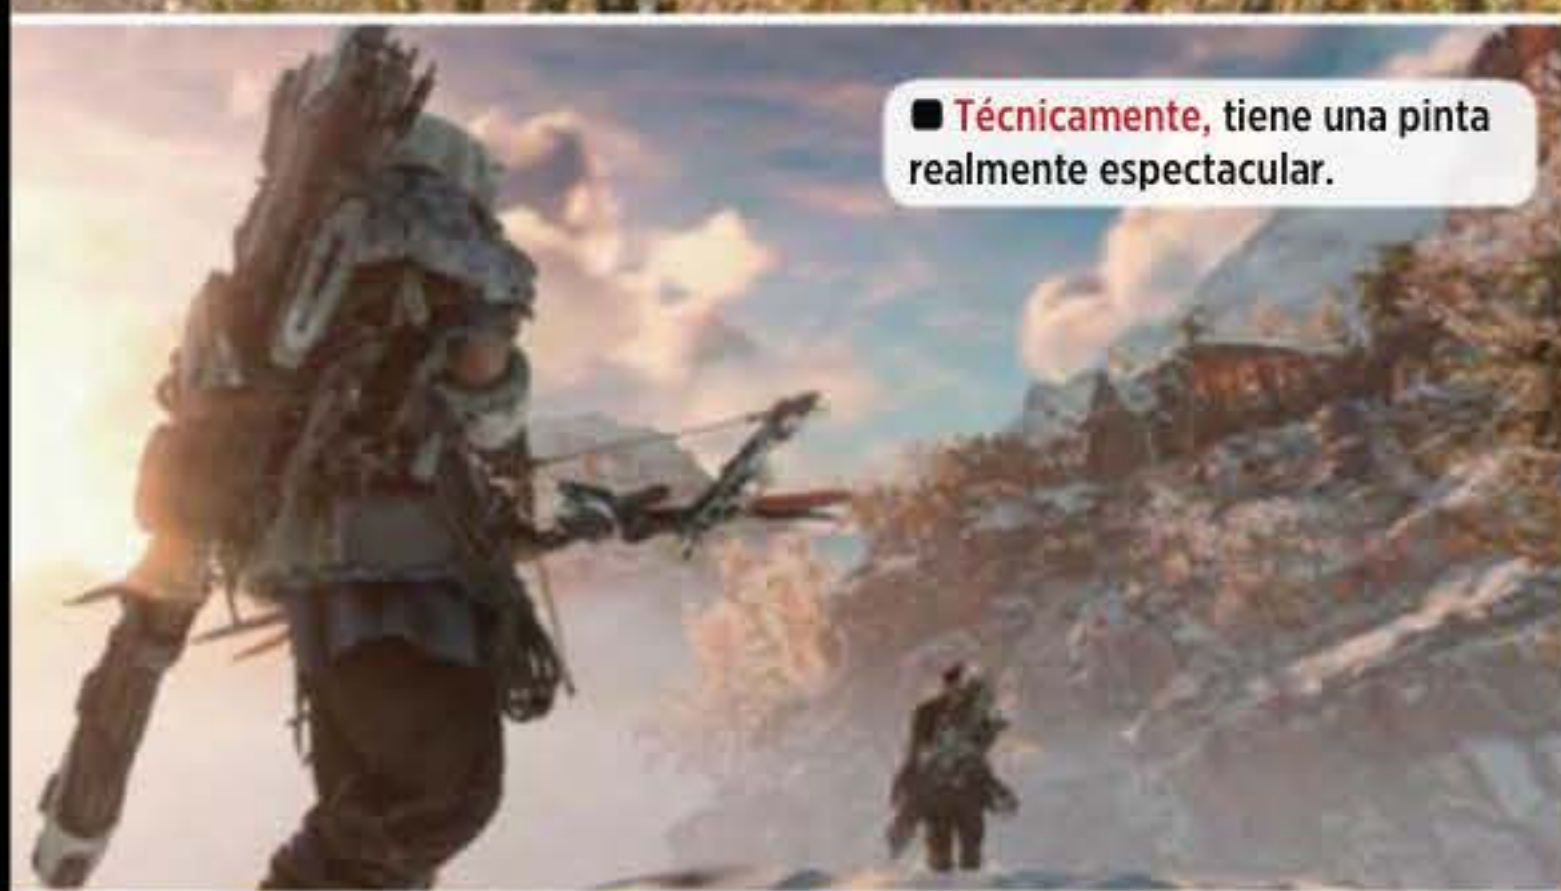 ■ Técnicamente, tiene una pinta
realmente espectacular.